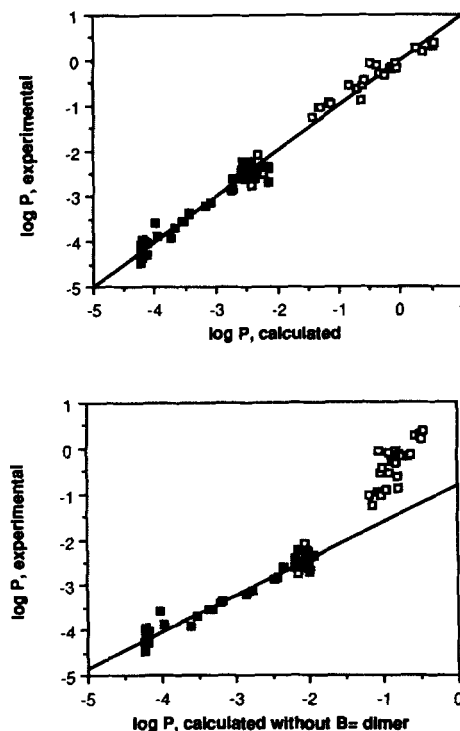 1
0
-1
-2
-3
-4
-5
log P, experimental
-5 -4 -3 -2 -1 0
log P, calculated
1
0
-1
-2
-3
-4
-5
log P, experimental
-5 -4 -3 -2 -1 0
log P, calculated without B= dimer